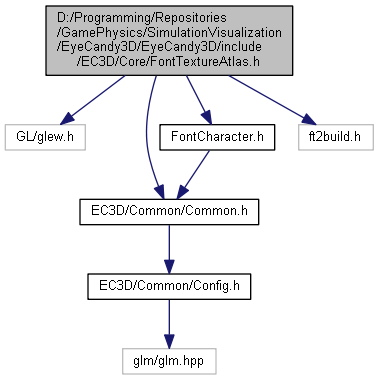 D:/Programming/Repositories
/GamePhysics/SimulationVisualization
/EyeCandy3D/EyeCandy3D/include
/EC3D/Core/FontTextureAtlas.h
GL/glew.h
FontCharacter.h
ft2build.h
EC3D/Common/Common.h
EC3D/Common/Config.h
glm/glm.hpp